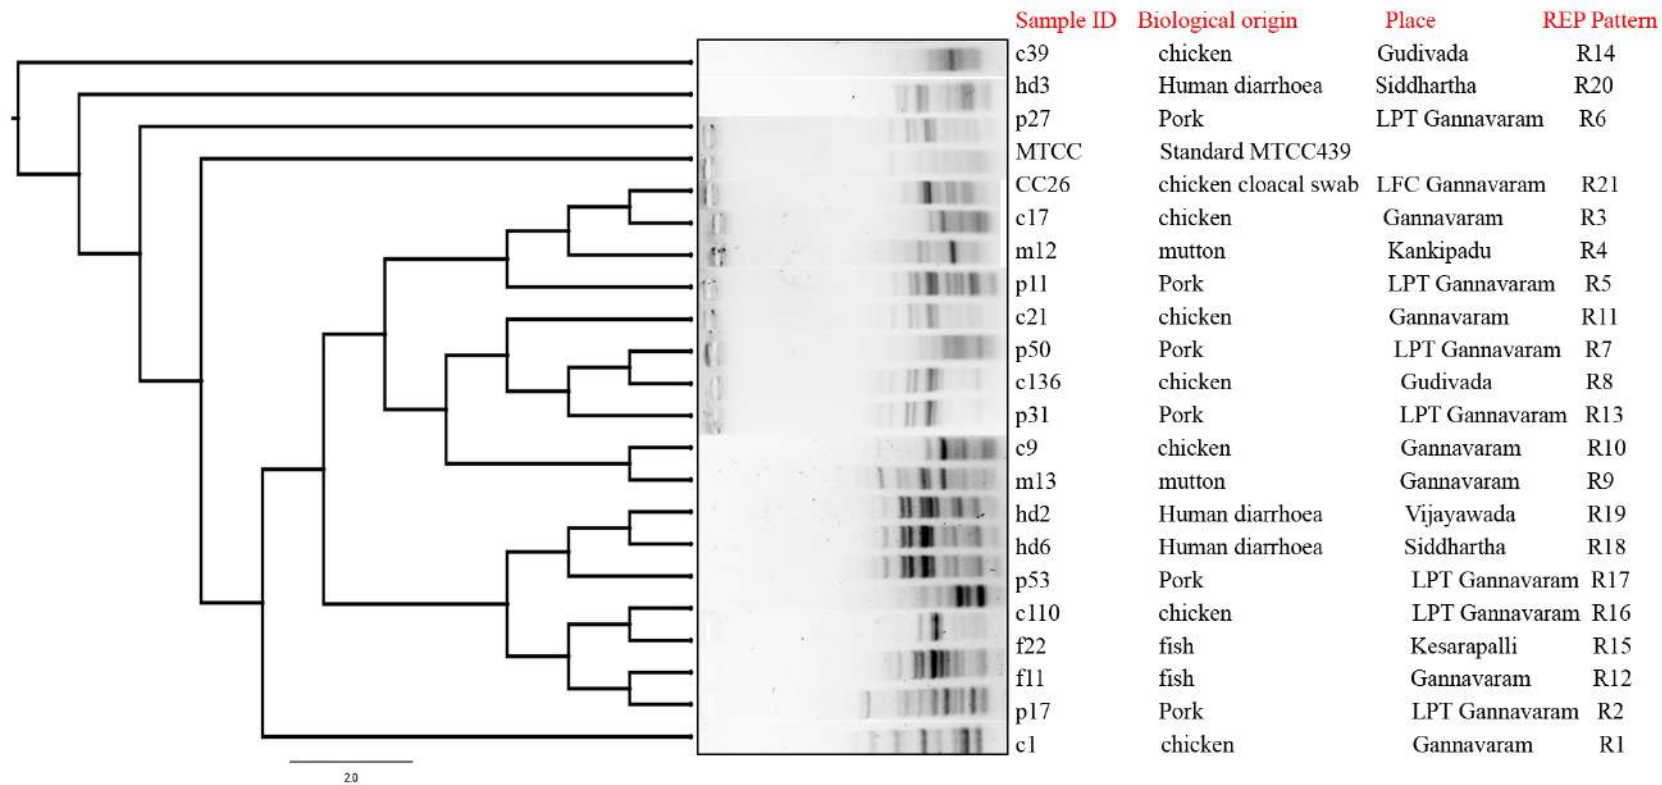 Sample ID Biological origin Place REP Pattern
c39 chicken Gudivada R14
hd3 Human diarrhoea Siddhartha R20
p27 Pork LPT Gannavaram R6
MTCC Standard MTCC439
CC26 chicken cloacal swab LFC Gannavaram R21
c17 chicken Gannavaram R3
m12 mutton Kankipadu R4
p11 Pork LPT Gannavaram R5
c21 chicken Gannavaram R11
p50 Pork LPT Gannavaram R7
c136 chicken Gudivada R8
p31 Pork LPT Gannavaram R13
c9 chicken Gannavaram R10
m13 mutton Gannavaram R9
hd2 Human diarrhoea Vijayawada R19
hd6 Human diarrhoea Siddhartha R18
p53 Pork LPT Gannavaram R17
c110 chicken LPT Gannavaram R16
f22 fish Kesarapalli R15
f11 fish Gannavaram R12
p17 Pork LPT Gannavaram R2
c1 chicken Gannavaram R1
2.0